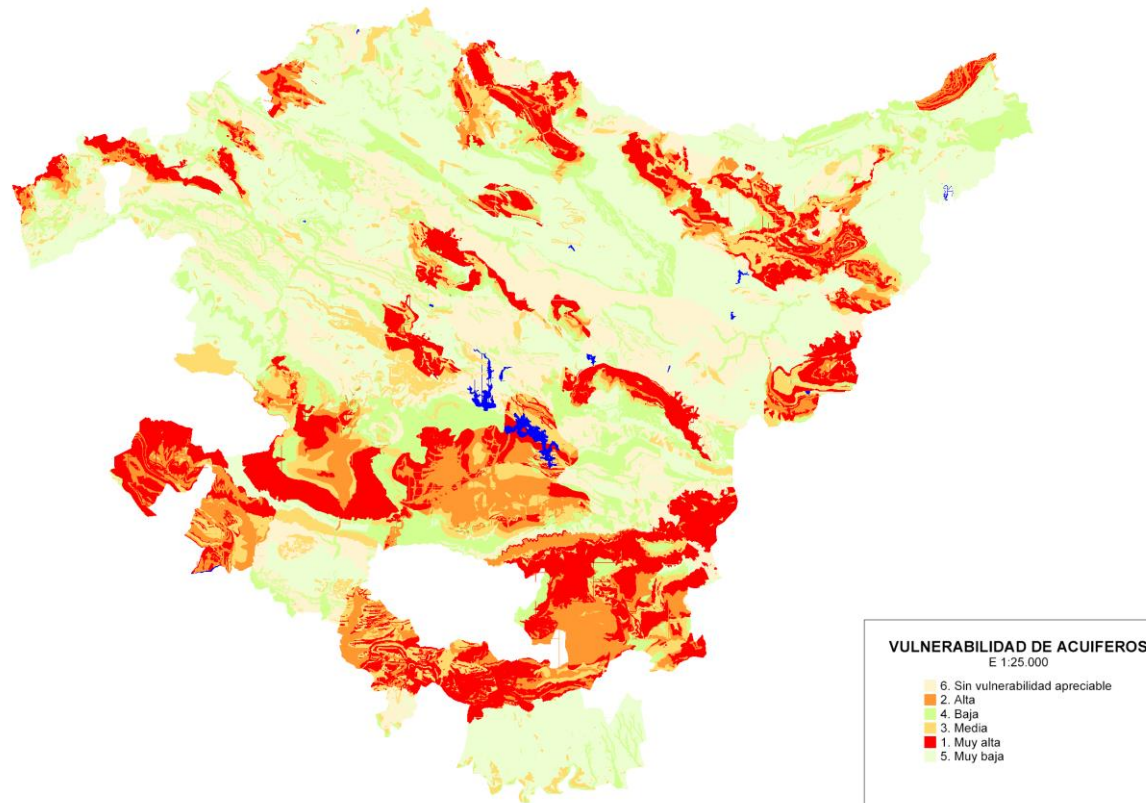 VULNERABILIDAD DE ACUIFEROS
E 1:25.000
6. Sin vulnerabilidad apreciable
2. Alta
4. Baja
3. Media
1. Muy alta
5. Muy baja